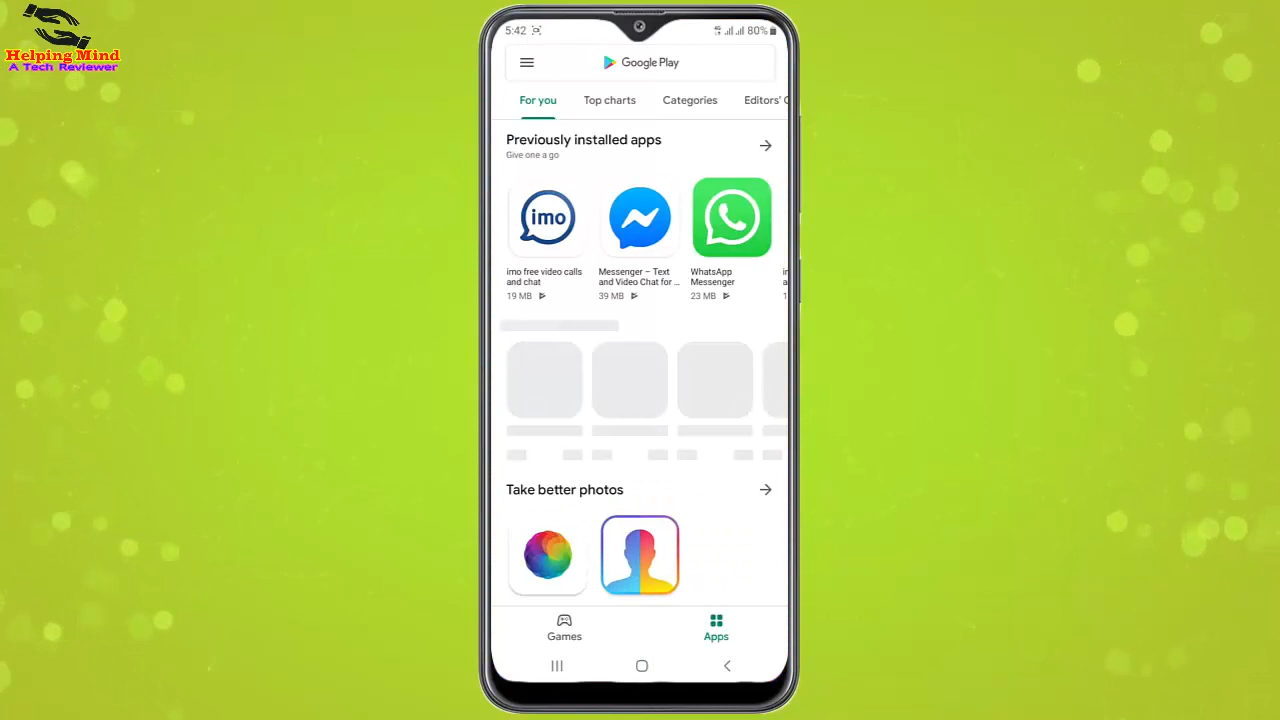 Helping Mind
A Tech Reviewer
5:42
80%
Google Play
For you
Top charts
Categories
Editors' C
Previously installed apps
Give one a go
imo
imo free video calls
and chat
19 MB
Messenger – Text
and Video Chat for ...
39 MB
WhatsApp
Messenger
23 MB
Take better photos
Games
Apps